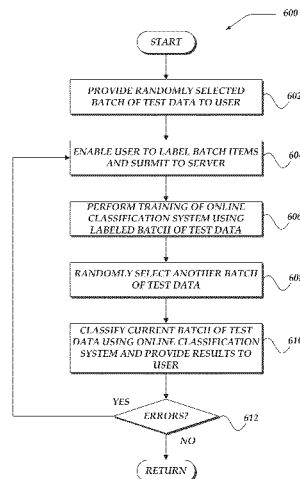 600
START
PROVIDE RANDOMLY SELECTED
BATCH OF TEST DATA TO USER
602
ENABLE USER TO LABEL BATCH ITEMS
AND SUBMIT TO SERVER
PERFORM TRAINING OF ONLINE
CLASSIFICATION SYSTEM USING
LABELED BATCH OF TEST DATA
RANDOMLY SELECT ANOTHER BATCH
OF TEST DATA
CLASSIFY CURRENT BATCH OF TEST
DATA USING ONLINE CLASSIFICATION
SYSTEM AND PROVIDE RESULTS TO
USER
610
YES
ERRORS?
612
NO
RETURN